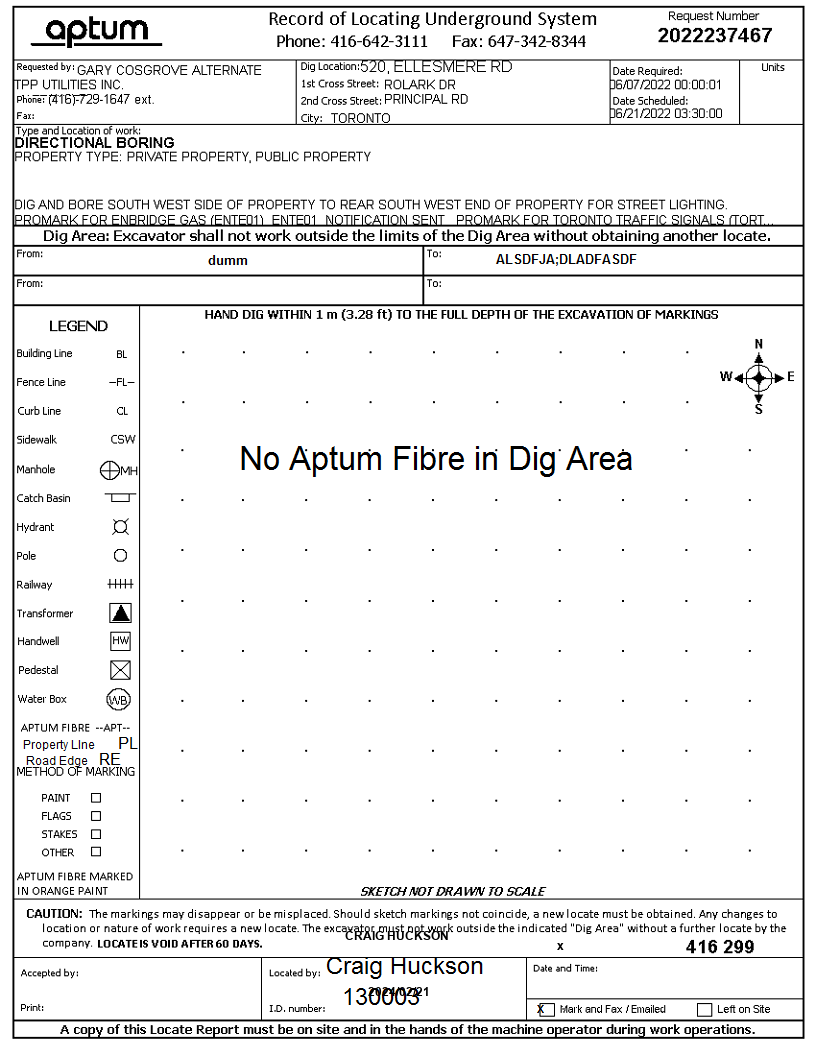 aptum
Record of Locating Underground System
Phone: 416-642-3111 Fax: 647-342-8344
Request Number
2022237467
Requested by: GARY COSGROVE ALTERNATE
TPP UTILITIES INC.
Phone: (416)-729-1647 ext.
Fax:
Dig Location: 520, ELLESMERE RD
1st Cross Street: ROLARK DR
2nd Cross Street: PRINCIPAL RD
City: TORONTO
Date Required:
06/07/2022 00:00:01
Date Scheduled:
06/21/2022 03:30:00
Units
Type and Location of work:
DIRECTIONAL BORING
PROPERTY TYPE: PRIVATE PROPERTY, PUBLIC PROPERTY
DIG AND BORE SOUTH WEST SIDE OF PROPERTY TO REAR SOUTH WEST END OF PROPERTY FOR STREET LIGHTING.
PROMARK FOR ENBRIDGE GAS (ENTE01) ENTE01 NOTIFICATION SENT PROMARK FOR TORONTO TRAFFIC SIGNALS (TORT...
Dig Area: Excavator shall not work outside the limits of the Dig Area without obtaining another locate.
From: dumm To: ALSDFJA;DLADFASDF
From: To:
LEGEND
Building Line BL
Fence Line –FL–
Curb Line CL
Sidewalk CSW
Manhole MH
Catch Basin
Hydrant
Pole
Railway
Transformer
Handwell HW
Pedestal
Water Box WB
APTUM FIBRE --APT--
Property LIne PL
Road Edge RE
METHOD OF MARKING
PAINT
FLAGS
STAKES
OTHER
APTUM FIBRE MARKED
IN ORANGE PAINT
HAND DIG WITHIN 1 m (3.28 ft) TO THE FULL DEPTH OF THE EXCAVATION OF MARKINGS
N
W E
S
No Aptum Fibre in Dig Area
SKETCH NOT DRAWN TO SCALE
CAUTION: The markings may disappear or be misplaced. Should sketch markings not coincide, a new locate must be obtained. Any changes to
location or nature of work requires a new locate. The excavator must not work outside the indicated "Dig Area" without a further locate by the
company. LOCATE IS VOID AFTER 60 DAYS.
CRAIG HUCKSON
x
416 299
Accepted by:
Print:
Located by: Craig Huckson
2024/02/21
I.D. number: 130003
Date and Time:
X Mark and Fax / Emailed Left on Site
A copy of this Locate Report must be on site and in the hands of the machine operator during work operations.